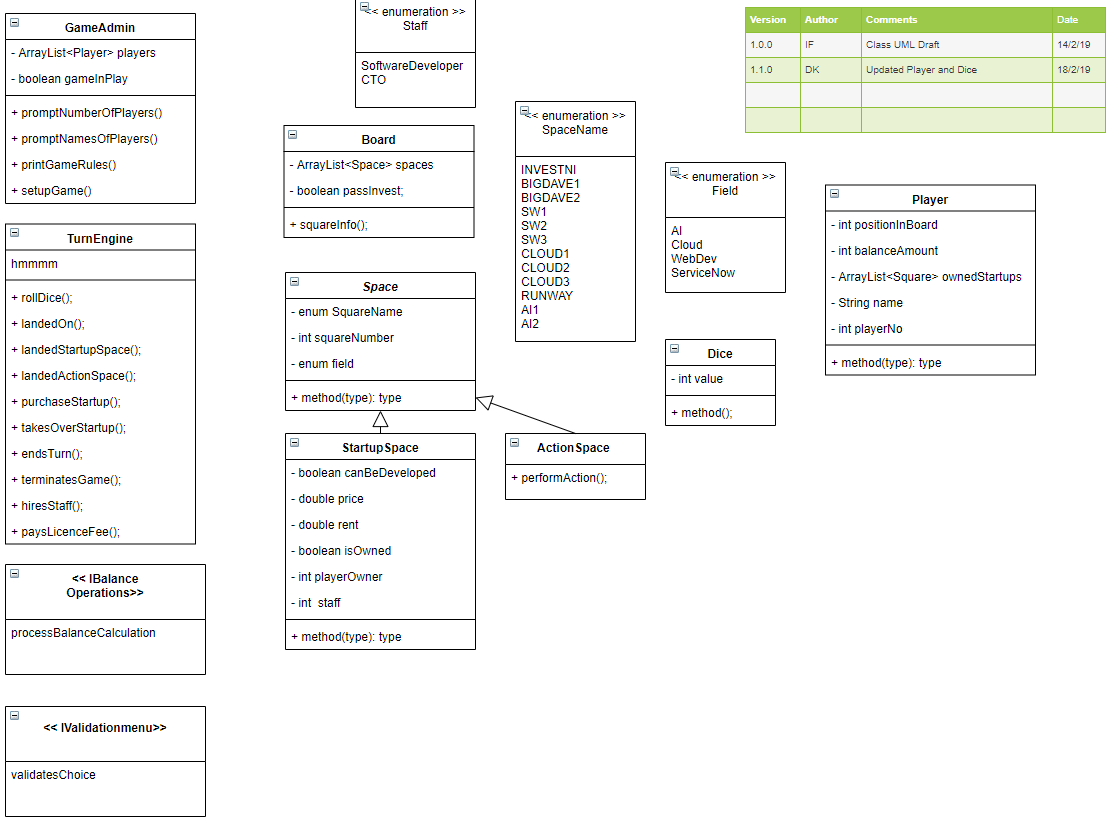 GameAdmin
- ArrayList<Player> players
- boolean gameInPlay
+ promptNumberOfPlayers()
+ promptNamesOfPlayers()
+ printGameRules()
+ setupGame()
TurnEngine
hmmmm
+ rollDice();
+ landedOn();
+ landedStartupSpace();
+ landedActionSpace();
+ purchaseStartup();
+ takesOverStartup();
+ endsTurn();
+ terminatesGame();
+ hiresStaff();
+ paysLicenceFee();
<< IBalance
Operations>>
processBalanceCalculation
<< IValidationmenu>>
validatesChoice
<< enumeration >>
Staff
SoftwareDeveloper
CTO
Board
- ArrayList<Space> spaces
- boolean passInvest;
+ squareInfo();
Space
- enum SquareName
- int squareNumber
- enum field
+ method(type): type
StartupSpace
- boolean canBeDeveloped
- double price
- double rent
- boolean isOwned
- int playerOwner
- int  staff
+ method(type): type
<< enumeration >>
SpaceName
INVESTNI
BIGDAVE1
BIGDAVE2
SW1
SW2
SW3
CLOUD1
CLOUD2
CLOUD3
RUNWAY
AI1
AI2
ActionSpace
+ performAction();
<< enumeration >>
Field
AI
Cloud
WebDev
ServiceNow
Dice
- int value
+ method();
Version Author Comments Date
1.0.0 IF Class UML Draft 14/2/19
1.1.0 DK Updated Player and Dice 18/2/19
Player
- int positionInBoard
- int balanceAmount
- ArrayList<Square> ownedStartups
- String name
- int playerNo
+ method(type): type